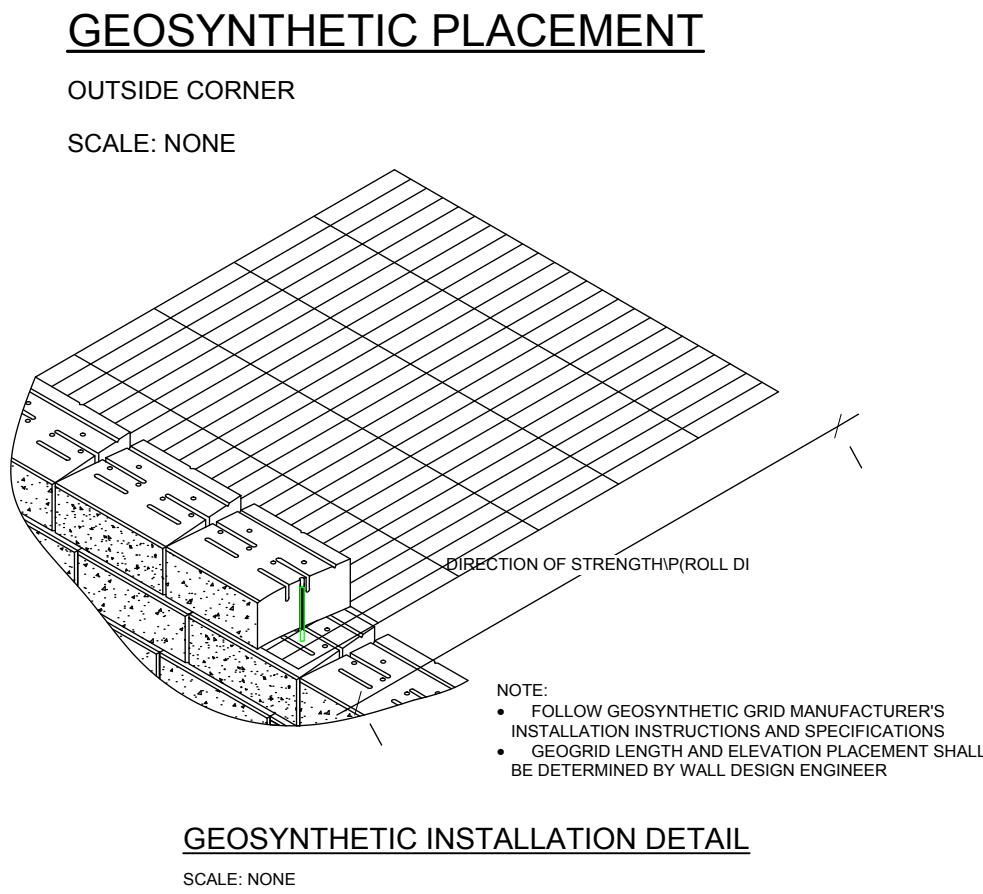 GEOSYNTHETIC PLACEMENT
OUTSIDE CORNER
SCALE: NONE
DIRECTION OF STRENGTH\P(ROLL DI
NOTE:
• FOLLOW GEOSYNTHETIC GRID MANUFACTURER'S
INSTALLATION INSTRUCTIONS AND SPECIFICATIONS
• GEOGRID LENGTH AND ELEVATION PLACEMENT SHALL
BE DETERMINED BY WALL DESIGN ENGINEER
GEOSYNTHETIC INSTALLATION DETAIL
SCALE: NONE